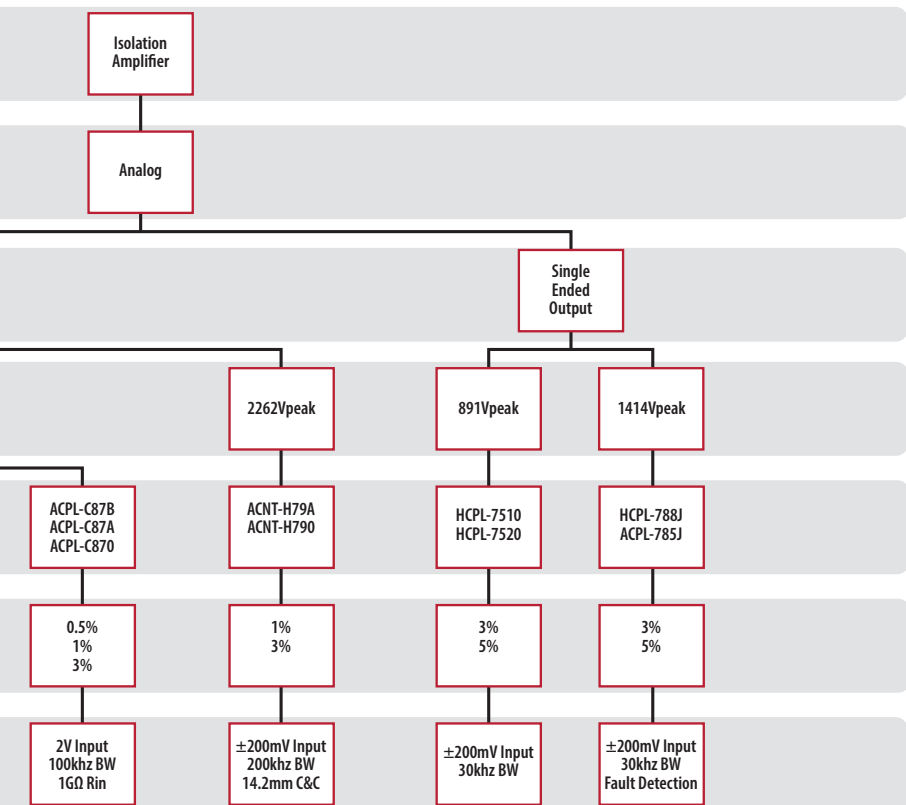 Isolation
Amplifier
Analog
Single
Ended
Output
2262Vpeak
891Vpeak
1414Vpeak
ACPL-C87B
ACPL-C87A
ACPL-C870
ACNT-H79A
ACNT-H790
HCPL-7510
HCPL-7520
HCPL-788J
ACPL-785J
0.5%
1%
3%
1%
3%
3%
5%
3%
5%
2V Input
100khz BW
1GΩ Rin
±200mV Input
200khz BW
14.2mm C&C
±200mV Input
30khz BW
±200mV Input
30khz BW
Fault Detection